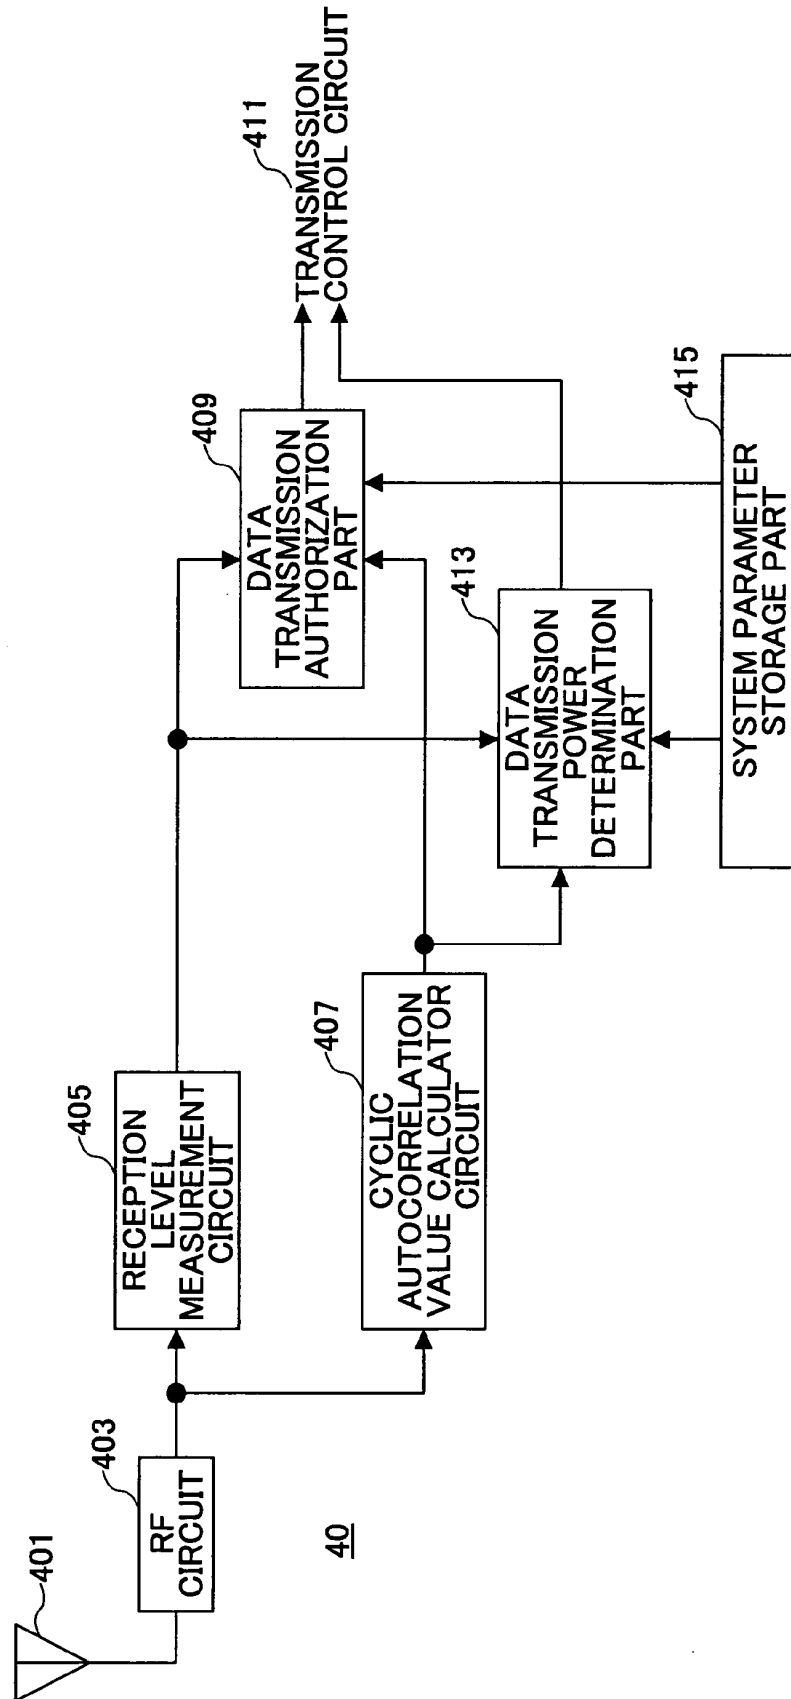 401
403
RF
CIRCUIT
40
405
RECEPTION
LEVEL
MEASUREMENT
CIRCUIT
407
CYCLIC
AUTOCORRELATION
VALUE CALCULATOR
CIRCUIT
409
DATA
TRANSMISSION
AUTHORIZATION
PART
413
DATA
TRANSMISSION
POWER
DETERMINATION
PART
411
TRANSMISSION
CONTROL CIRCUIT
415
SYSTEM PARAMETER
STORAGE PART